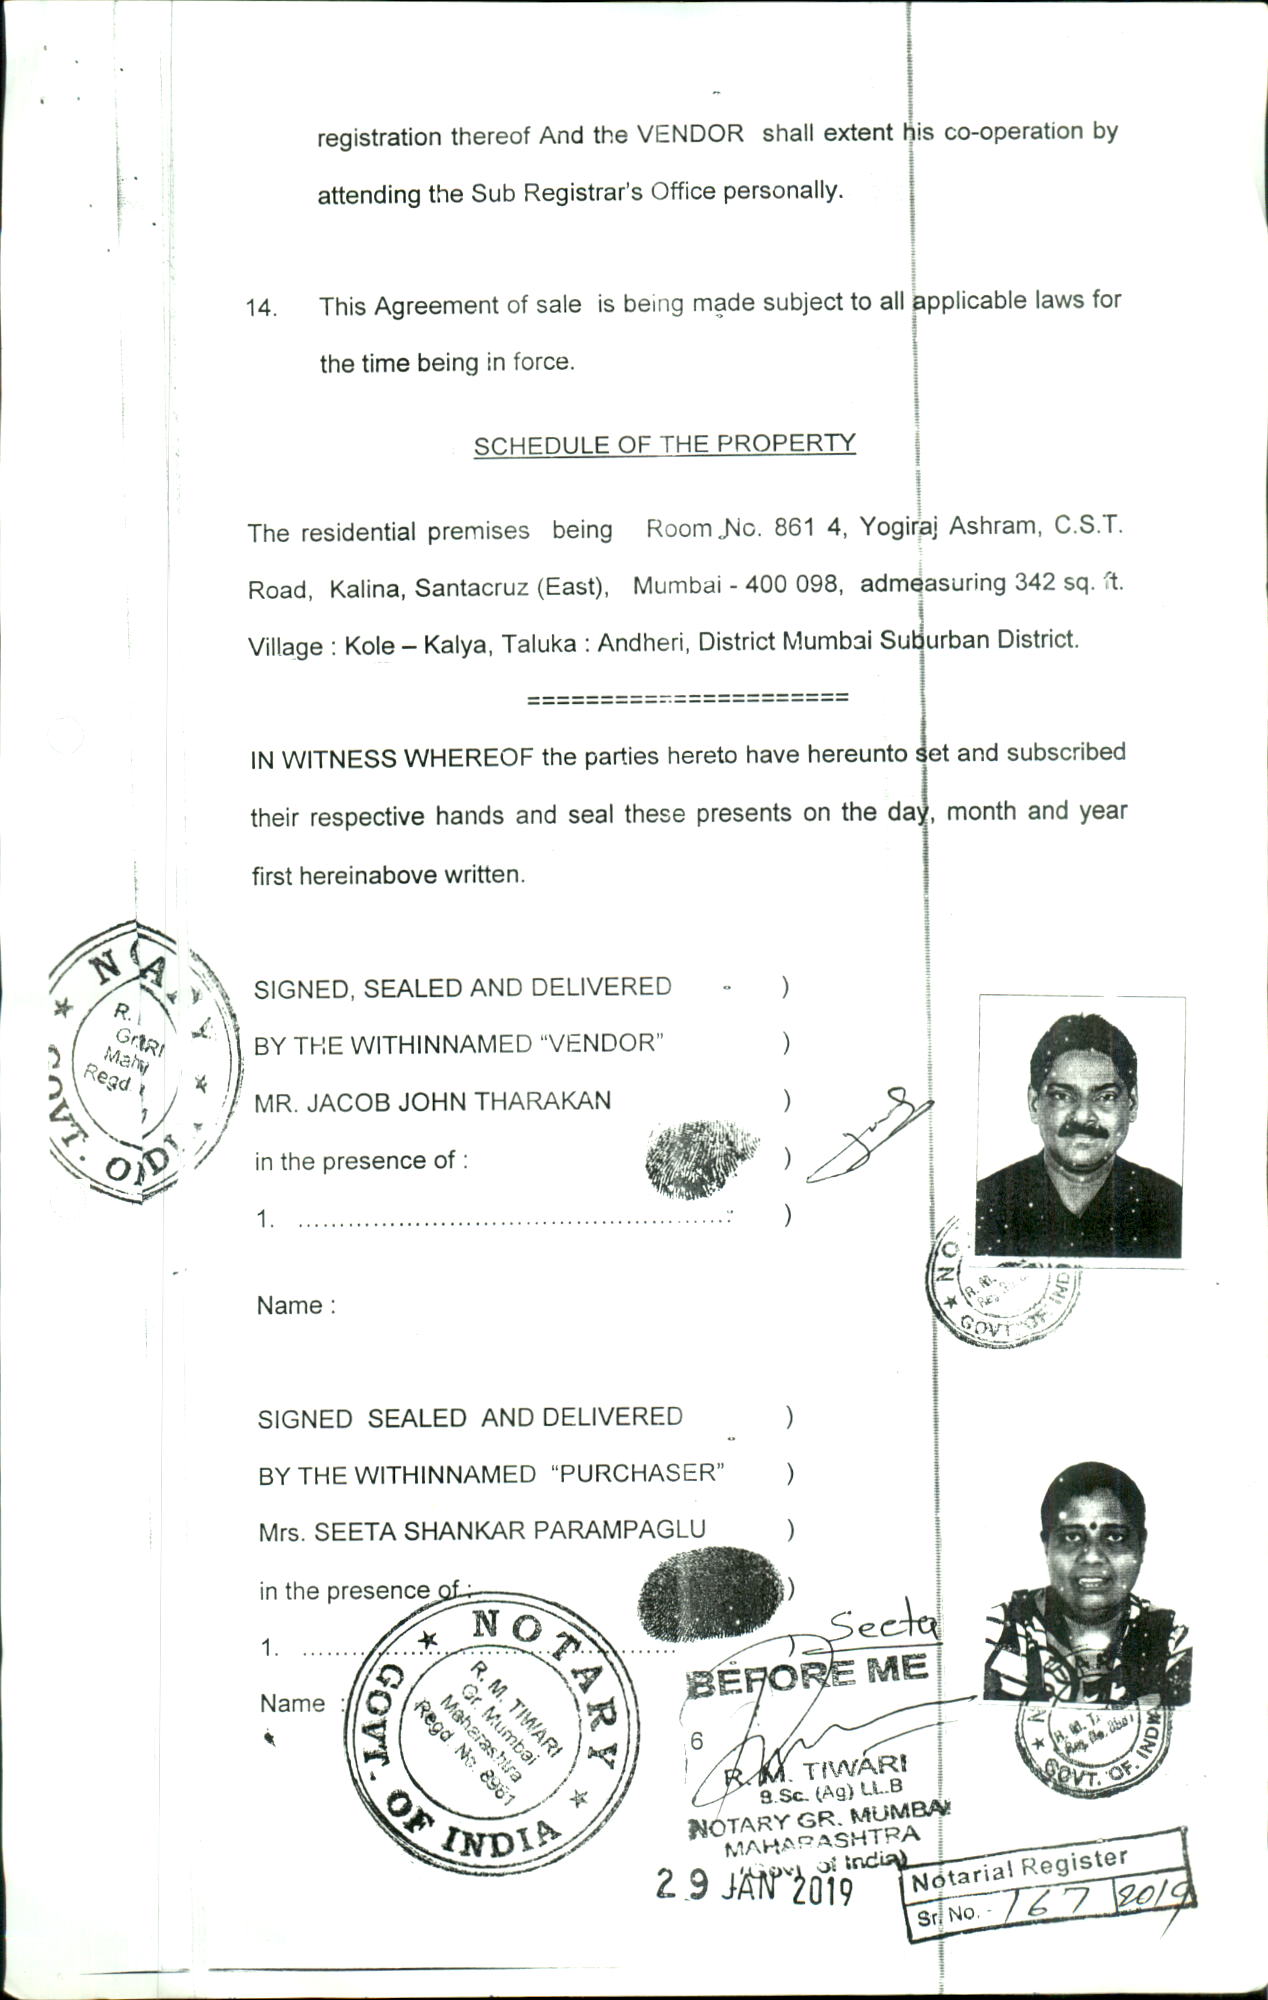 registration thereof And the VENDOR shall extent his co-operation by
attending the Sub Registrar's Office personally.
14. This Agreement of sale is being made subject to all applicable laws for
the time being in force.
SCHEDULE OF THE PROPERTY
The residential premises being Room No. 861 4, Yogiraj Ashram, C.S.T.
Road, Kalina, Santacruz (East), Mumbai - 400 098, admeasuring 342 sq. ft.
Village : Kole – Kalya, Taluka : Andheri, District Mumbai Suburban District.
======================
IN WITNESS WHEREOF the parties hereto have hereunto set and subscribed
their respective hands and seal these presents on the day, month and year
first hereinabove written.
SIGNED, SEALED AND DELIVERED )
BY THE WITHINNAMED “VENDOR” )
MR. JACOB JOHN THARAKAN )
in the presence of : )
1. ...................................................... )
Name :
NO
R. M.
GOVT. OF IND
SIGNED SEALED AND DELIVERED )
BY THE WITHINNAMED “PURCHASER” )
Mrs. SEETA SHANKAR PARAMPAGLU )
in the presence of : )
1. ...................................................... )
Seeta
Name :
NOTARY
GOVT. OF INDIA
R. M. TIWARI
Gr. Mumbai
Maharashtra
Regd. No. 8961
BEFORE ME
6
R. M. TIWARI
B.Sc. (Ag) LL.B
NOTARY GR. MUMBAI
MAHARASHTRA
(Govt of India)
29 JAN 2019
GOVT. OF. INDIA
Notarial Register
Sr. No. - 167 2019